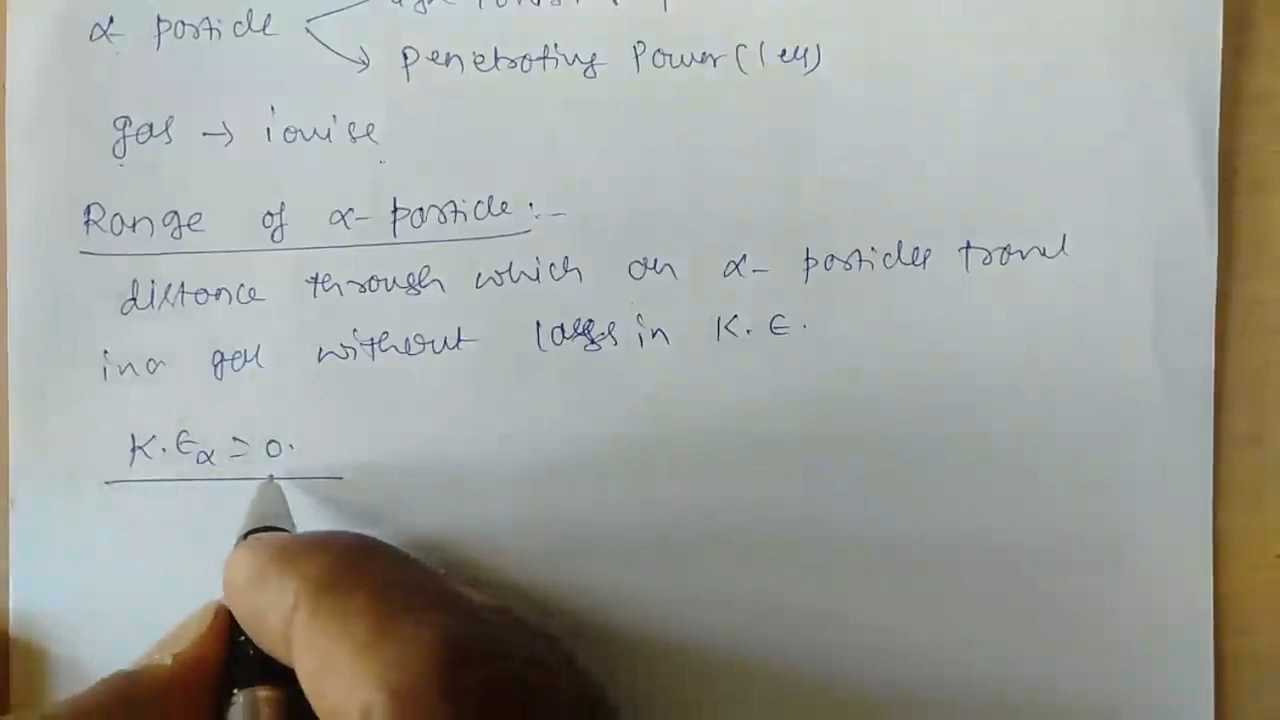 α- particle
penetrating Power (less)
gas → ionise
Range of α- particle :-
distance through which an α- particles travel
in a gas without loss in K.E.
K.Eα = 0.